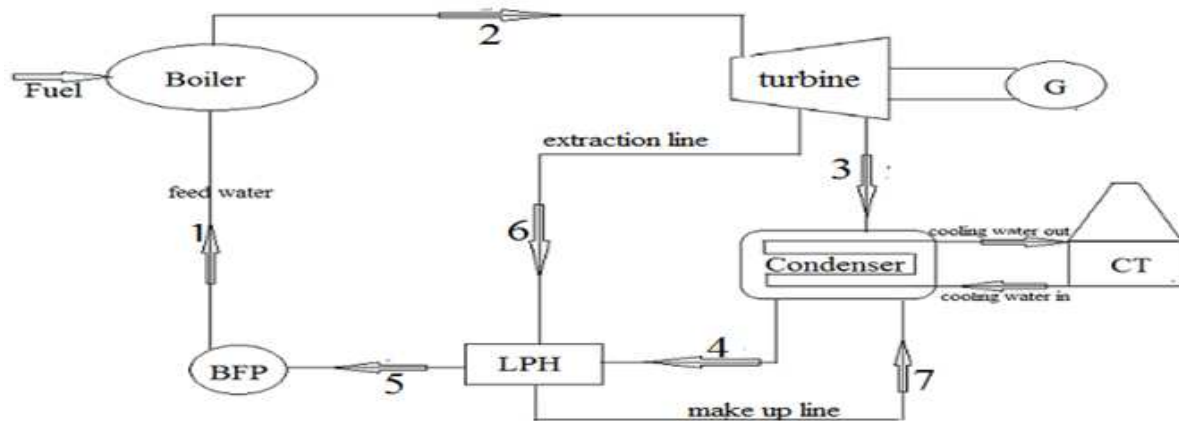 2
Boiler
Fuel
turbine
G
extraction line
3
feed water
1
6
cooling water out
Condenser
CT
cooling water in
4
LPH
BFP
5
7
make up line